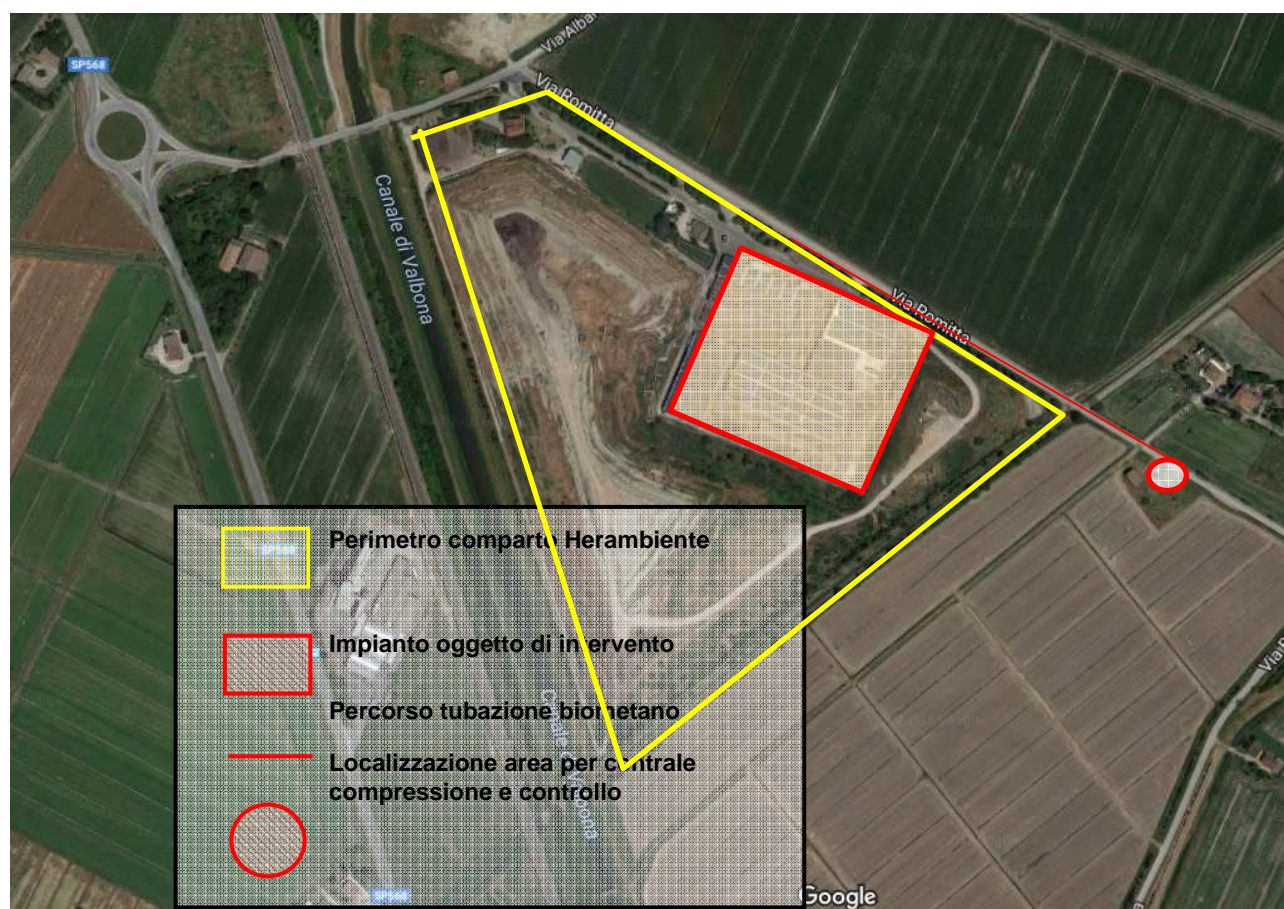 SP568
Via Alba
Via Romitta
Canale di Valbona
Via Romitta
Perimetro comparto Herambiente
SP568
Impianto oggetto di intervento
Percorso tubazione biometano
Localizzazione area per centrale
compressione e controllo
Canale di Valbona
SP568
Google